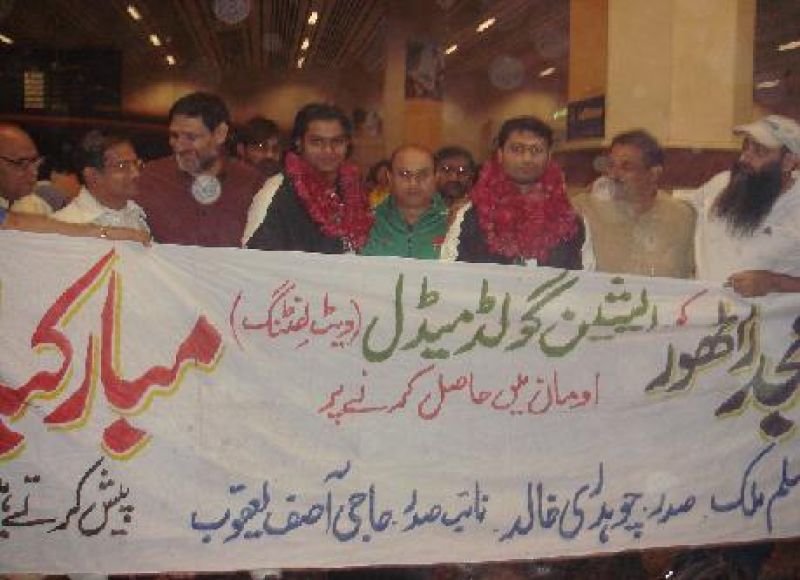 امجد راٹھور کو ایشین گولڈ میڈل (ویٹ لفٹنگ)
اومان میں حاصل کرنے پر مبارکباد
ملک صدر چوہدری خالد نائب صدر حاجی آصف یعقوب پیش کرتے